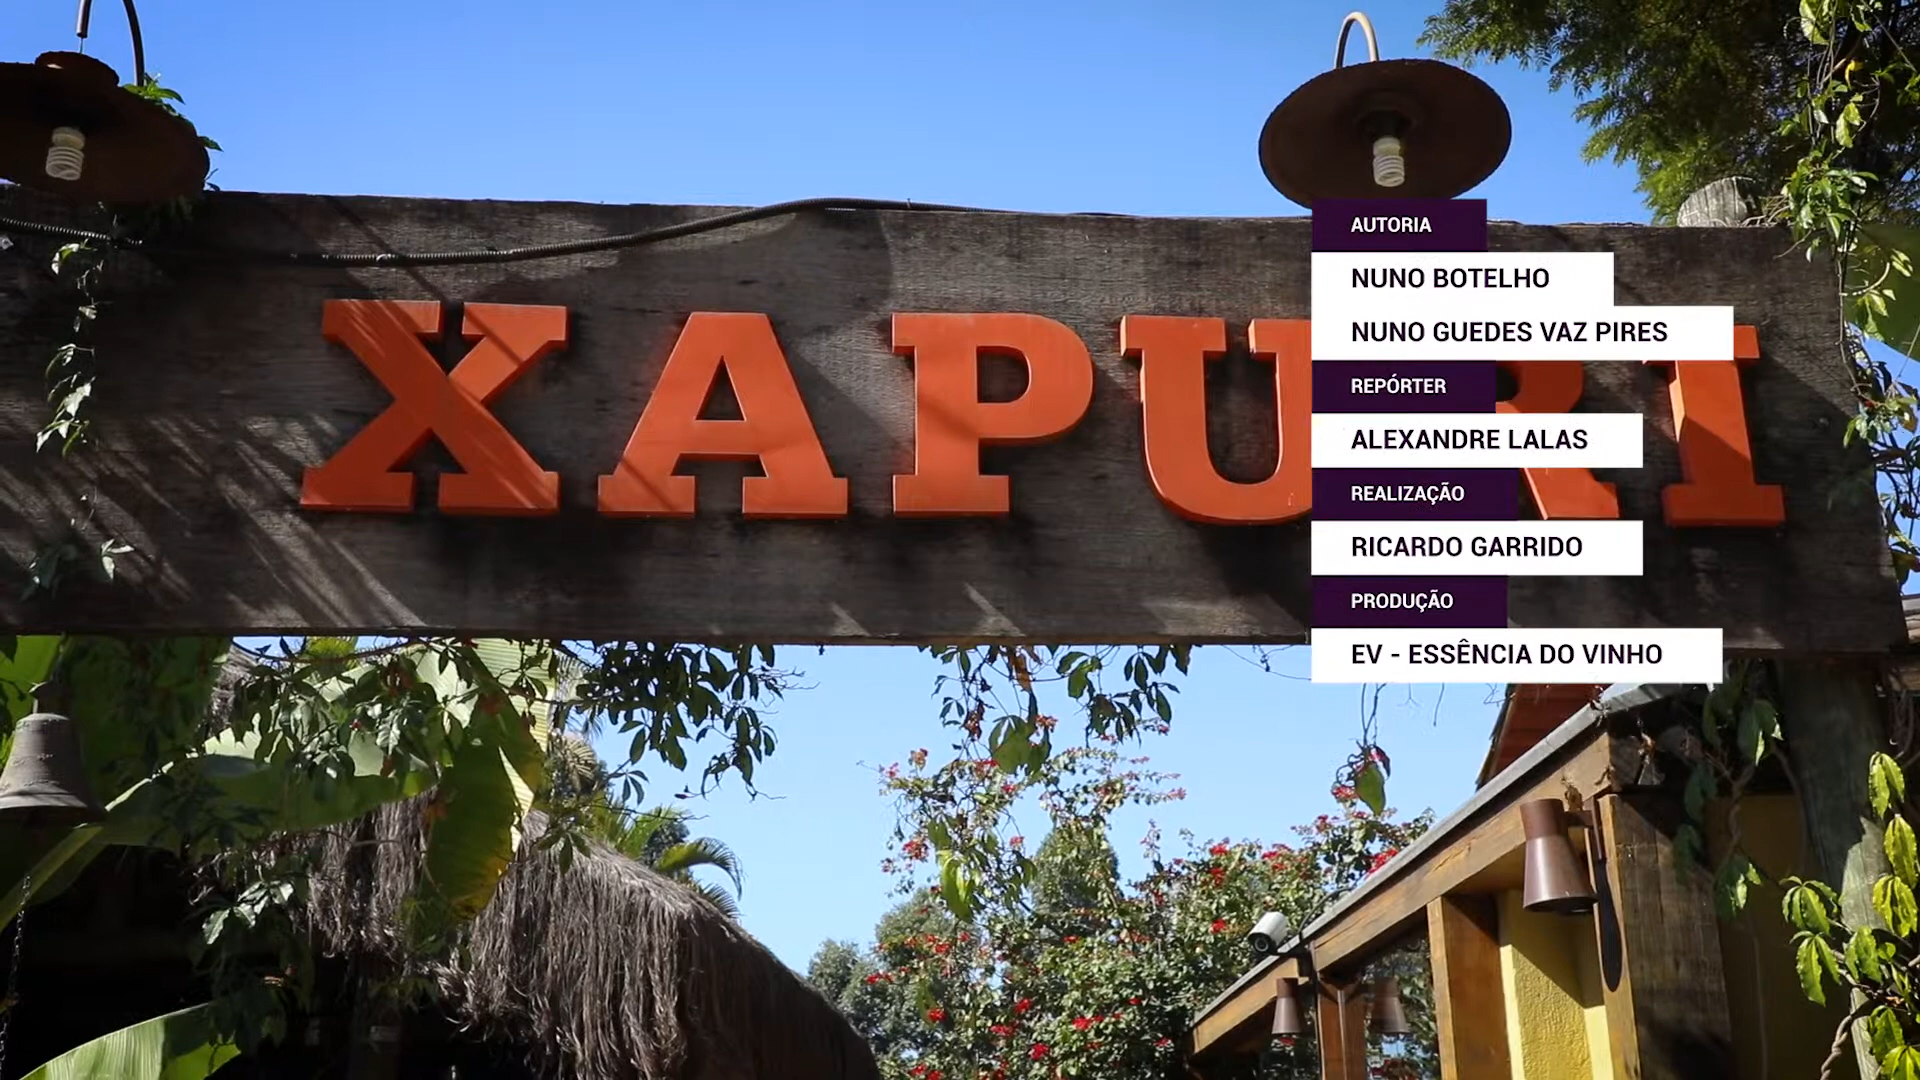 XAPURI
AUTORIA
NUNO BOTELHO
NUNO GUEDES VAZ PIRES
REPÓRTER
ALEXANDRE LALAS
REALIZAÇÃO
RICARDO GARRIDO
PRODUÇÃO
EV - ESSÊNCIA DO VINHO